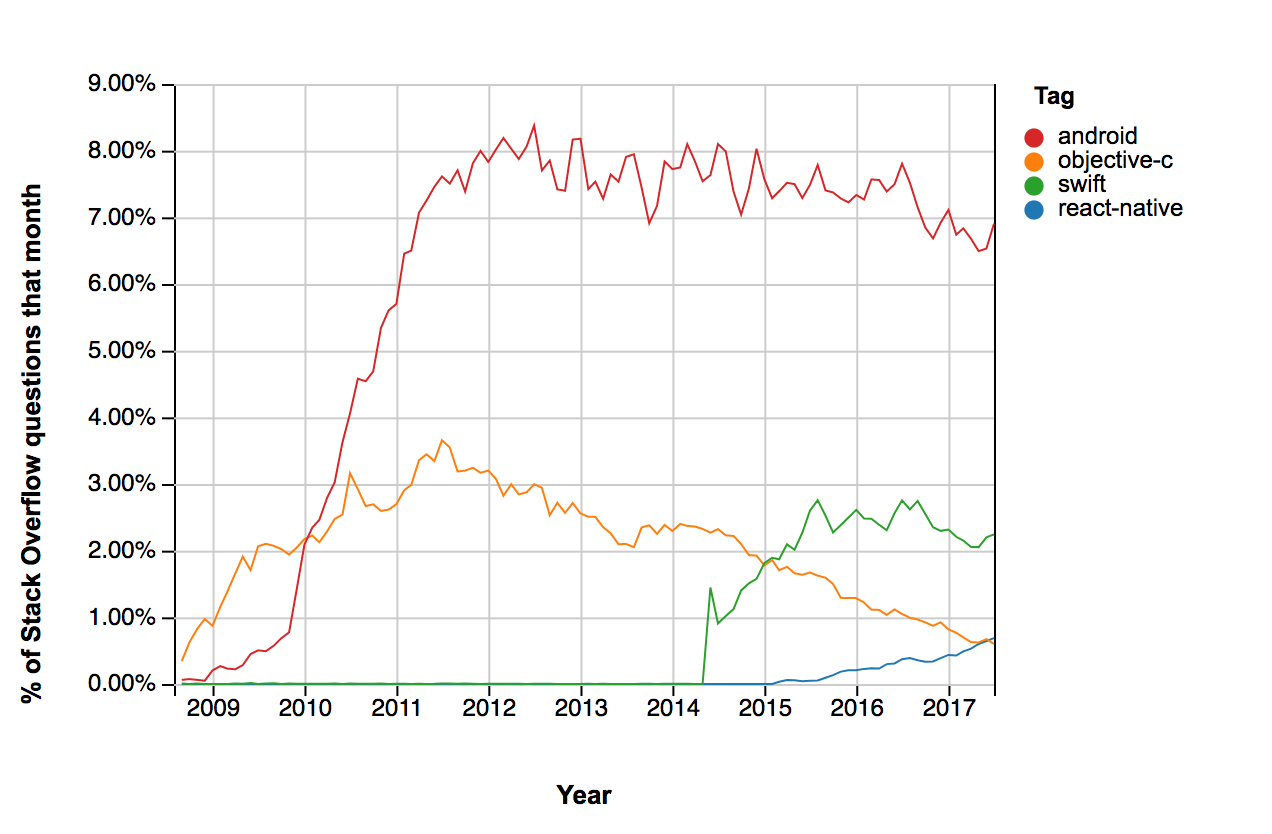 % of Stack Overflow questions that month
9.00%
8.00%
7.00%
6.00%
5.00%
4.00%
3.00%
2.00%
1.00%
0.00%
2009 2010 2011 2012 2013 2014 2015 2016 2017
Year
Tag
android
objective-c
swift
react-native